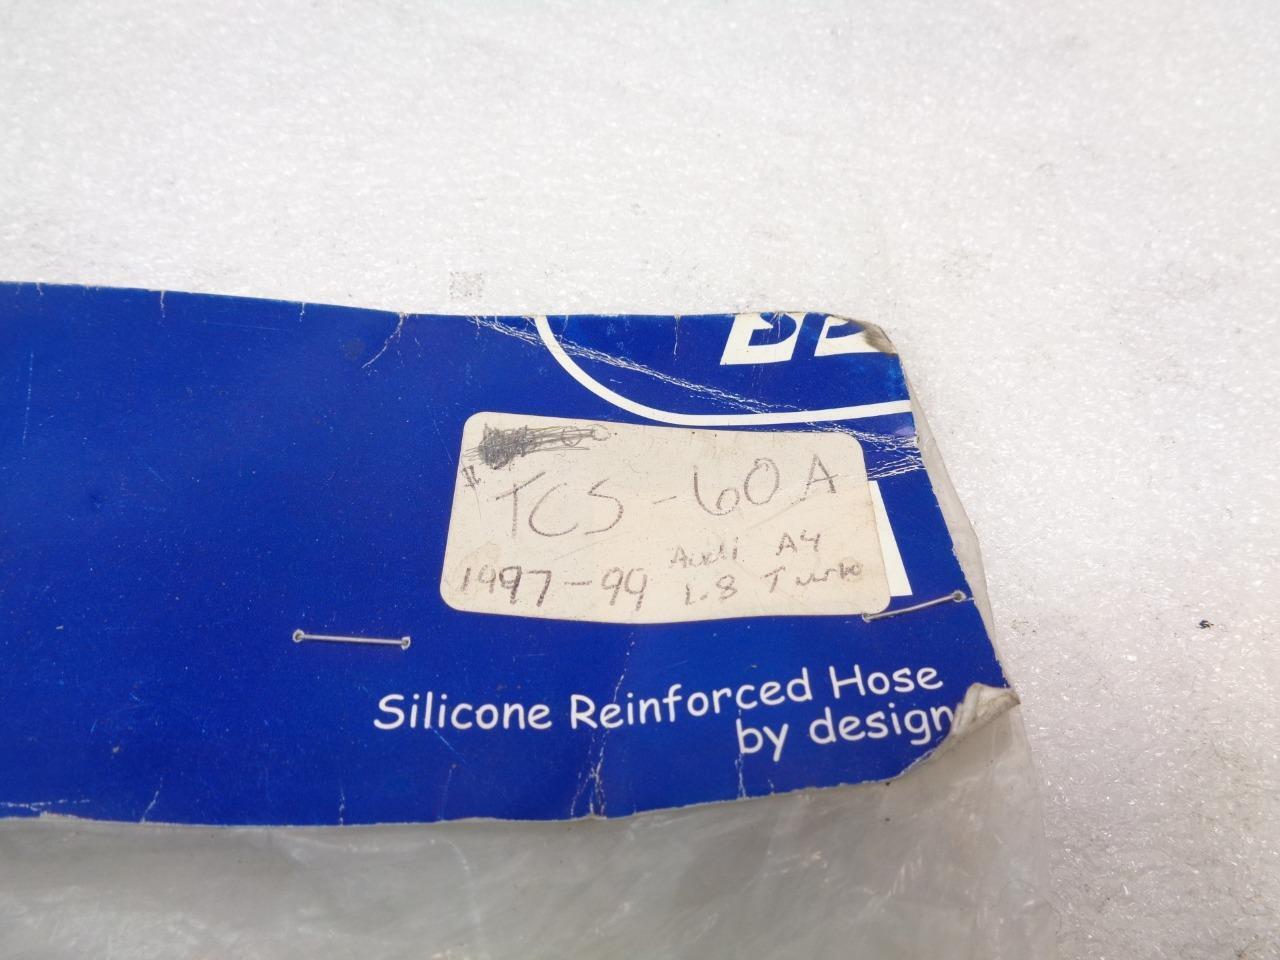 TCS-60A
Audi A4
1997-99 1.8 Turbo
Silicone Reinforced Hose
by design